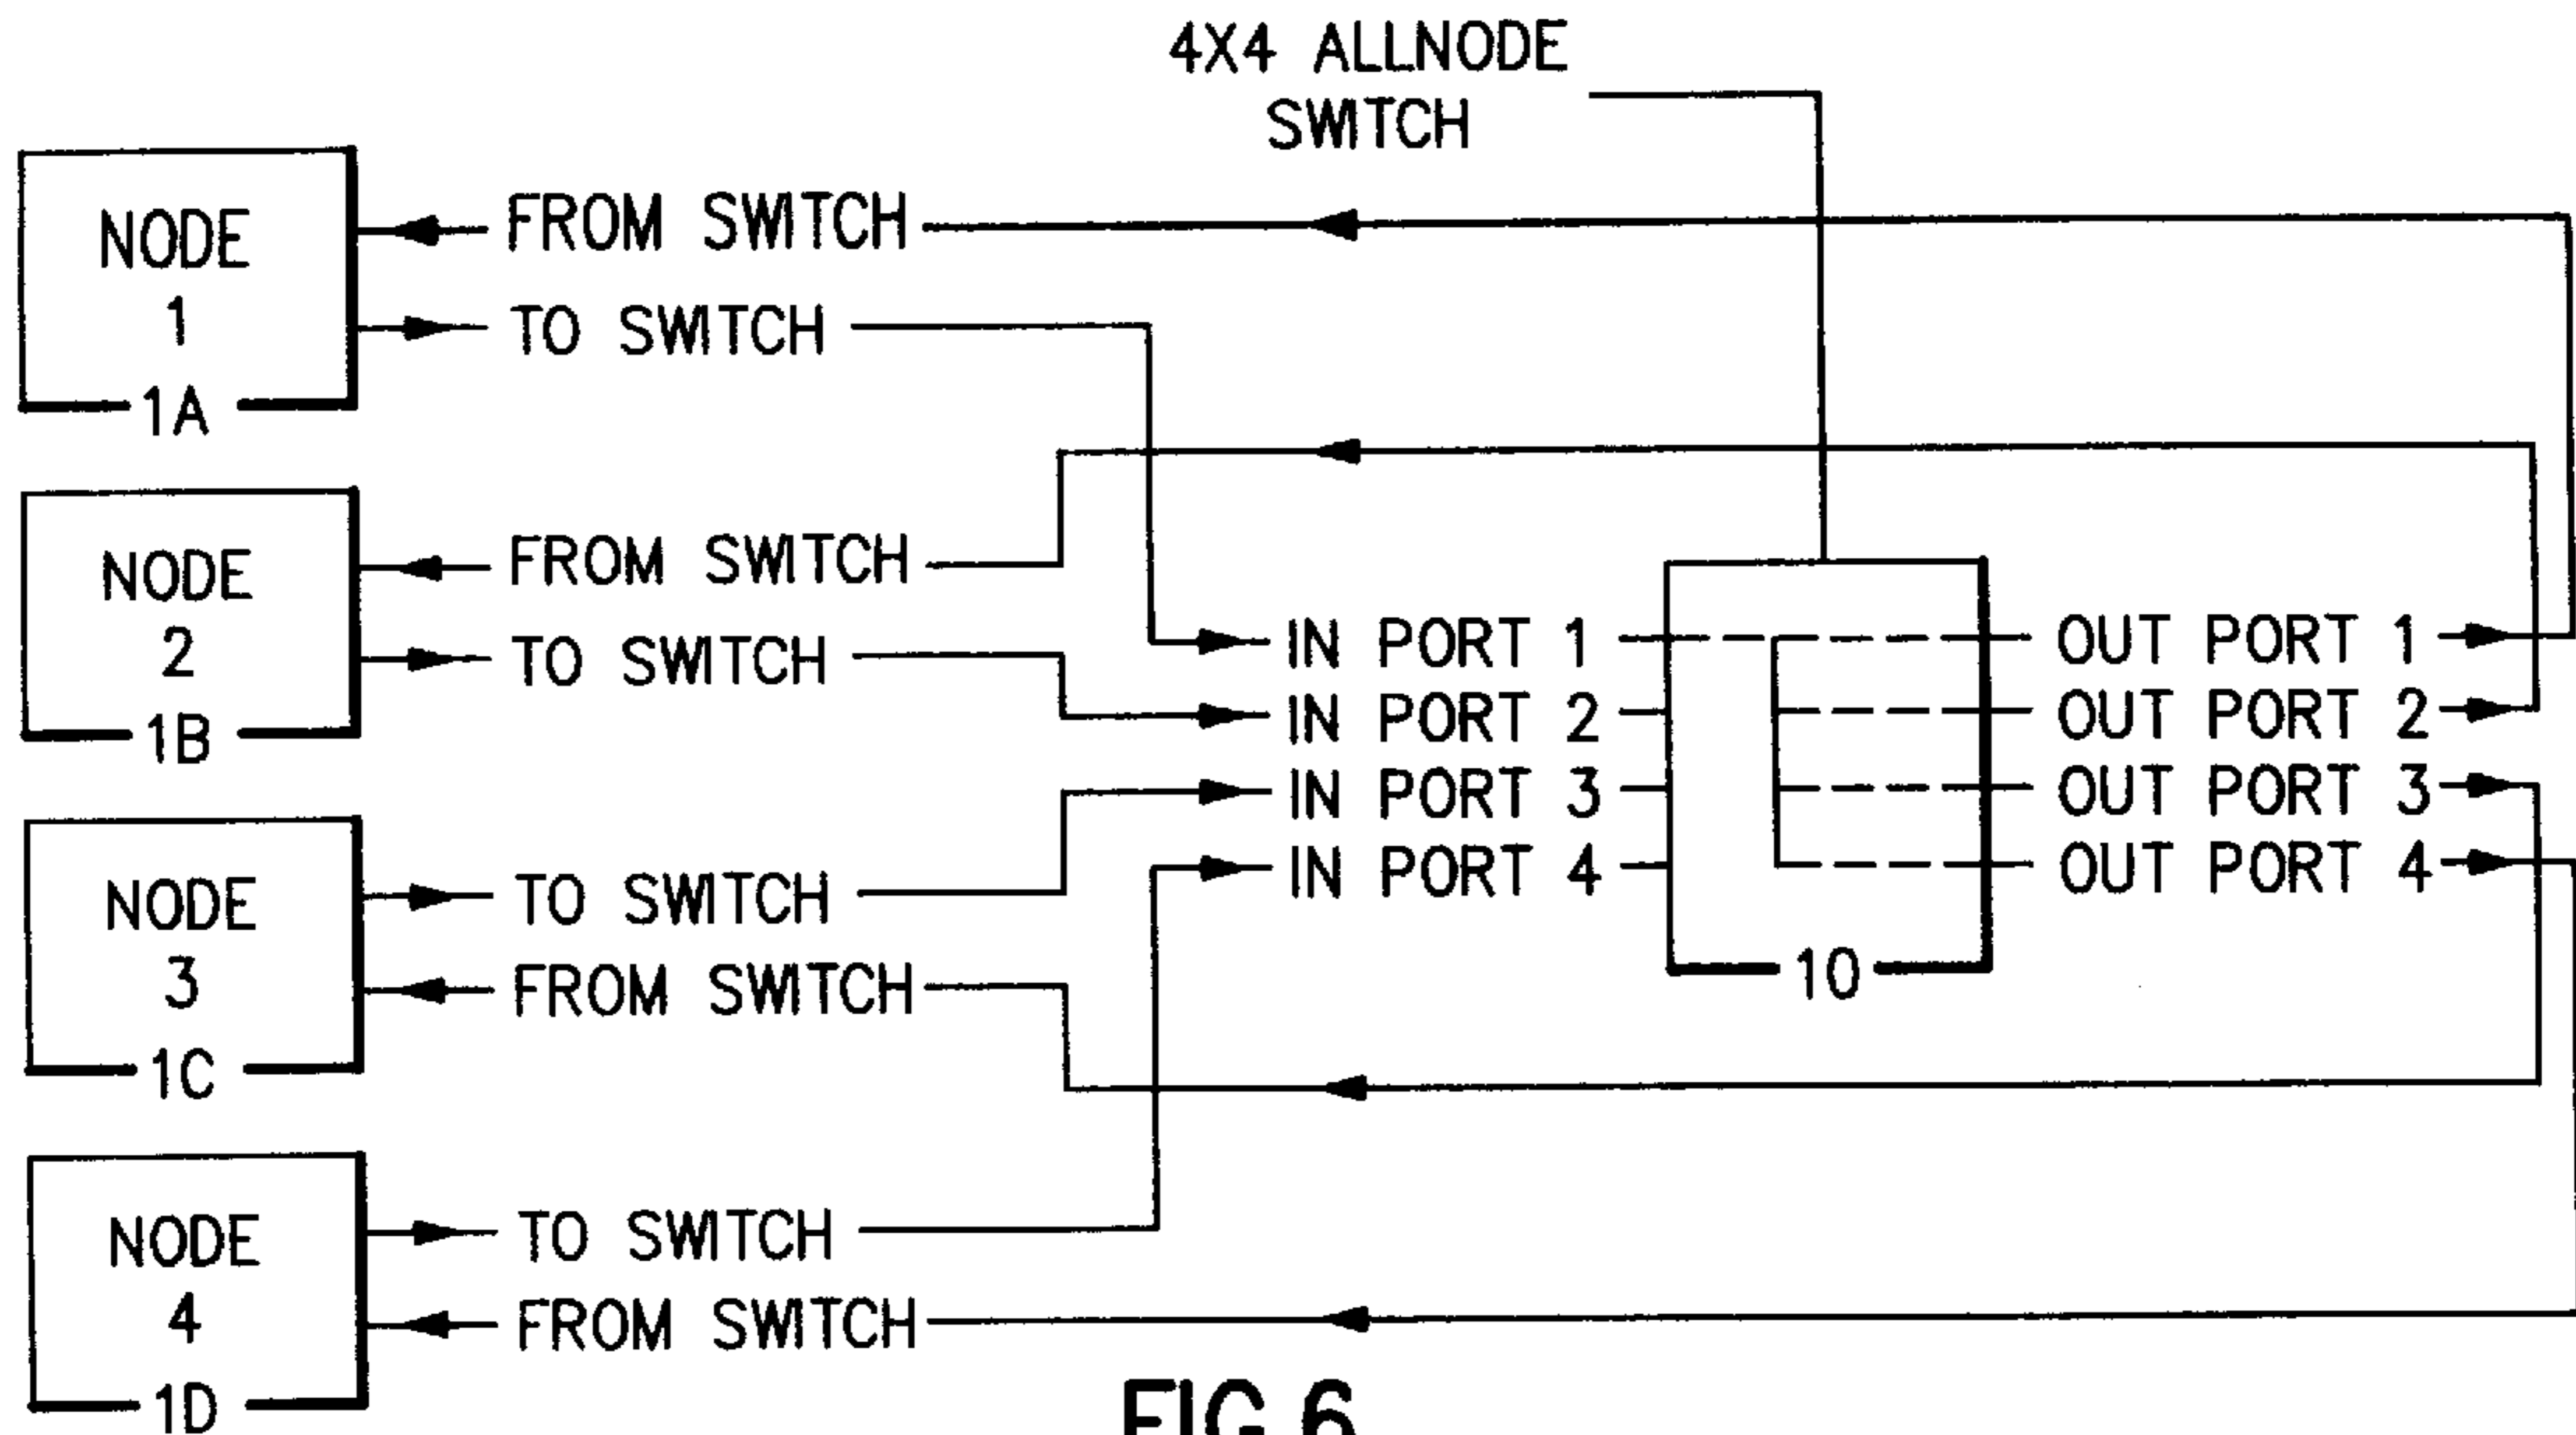 4X4 ALLNODE
SWITCH
NODE
1
1A
FROM SWITCH
TO SWITCH
NODE
2
1B
FROM SWITCH
TO SWITCH
IN PORT 1
OUT PORT 1
IN PORT 2
OUT PORT 2
IN PORT 3
OUT PORT 3
IN PORT 4
OUT PORT 4
10
NODE
3
1C
TO SWITCH
FROM SWITCH
NODE
4
1D
TO SWITCH
FROM SWITCH
FIG.6